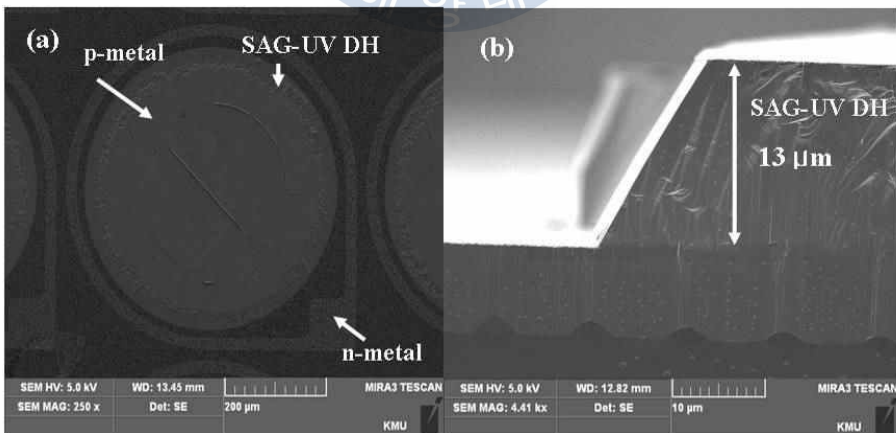 (a)
p-metal
SAG-UV DH
n-metal
SEM HV: 5.0 kV WD: 13.45 mm MIRA3 TESCAN
SEM MAG: 250 x Det: SE 200 µm
KMU
(b)
SAG-UV DH
13 µm
SEM HV: 5.0 kV WD: 12.82 mm MIRA3 TESCAN
SEM MAG: 4.41 kx Det: SE 10 µm
KMU